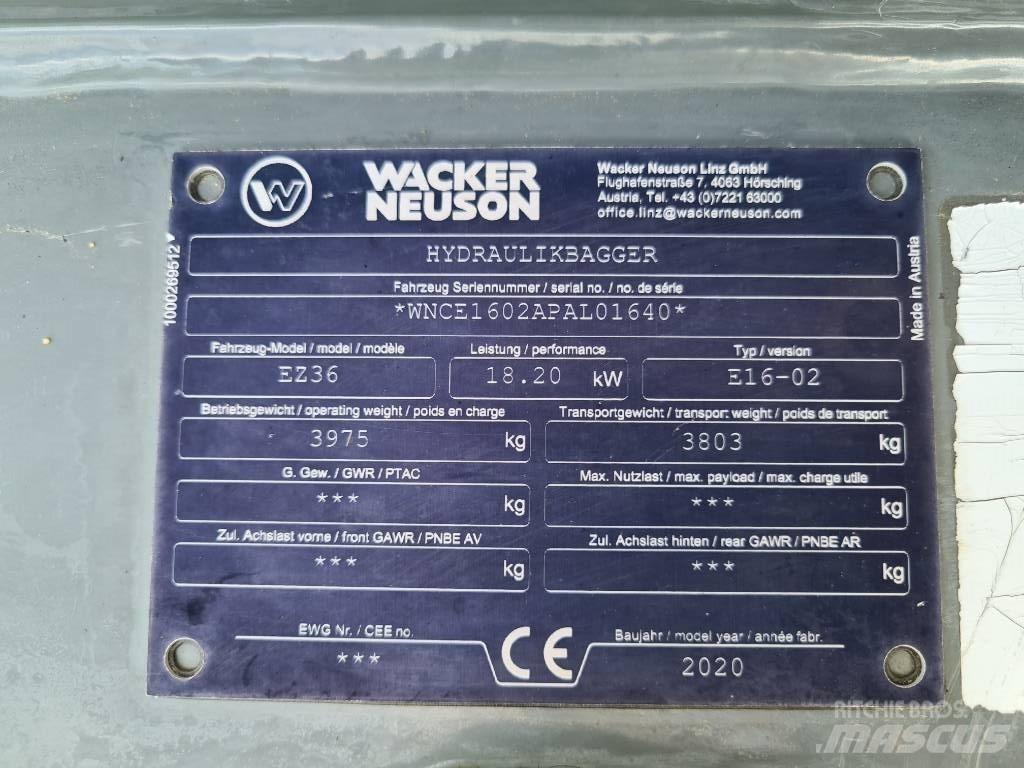 WACKER
NEUSON
Wacker Neuson Linz GmbH
Flughafenstraße 7, 4063 Hörsching
Austria, Tel. +43 (0)7221 63000
office.linz@wackerneuson.com
HYDRAULIKBAGGER
Fahrzeug Seriennummer / serial no. / no. de série
*WNCE1602APAL01640*
Fahrzeug-Model / model / modèle
EZ36
Leistung / performance
18.20 kW
Typ / version
E16-02
Betriebsgewicht / operating weight / poids en charge
3975 kg
Transportgewicht / transport weight / poids de transport
3803 kg
G. Gew. / GWR / PTAC
*** kg
Max. Nutzlast / max. payload / max. charge utile
*** kg
Zul. Achslast vorne / front GAWR / PNBE AV
*** kg
Zul. Achslast hinten / rear GAWR / PNBE AR
*** kg
EWG Nr. / CEE no.
***
CE
Baujahr / model year / année fabr.
2020
1000269512
Made in Austria
RITCHIE BROS.
MASCUS